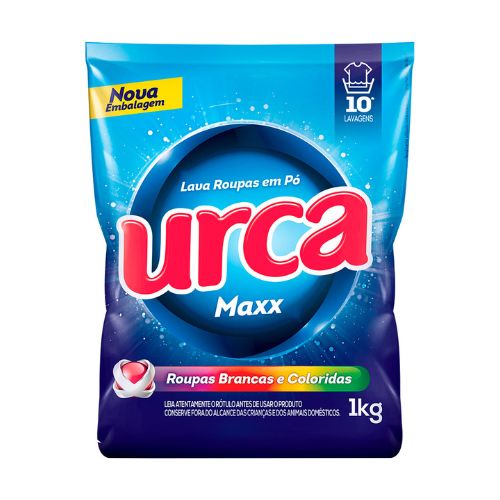 Nova
Embalagem
10*
LAVAGENS
Lava Roupas em Pó
urca
Maxx
Roupas Brancas e Coloridas
LEIA ATENTAMENTE O RÓTULO ANTES DE USAR O PRODUTO
CONSERVE FORA DO ALCANCE DAS CRIANÇAS E DOS ANIMAIS DOMÉSTICOS.
1kg